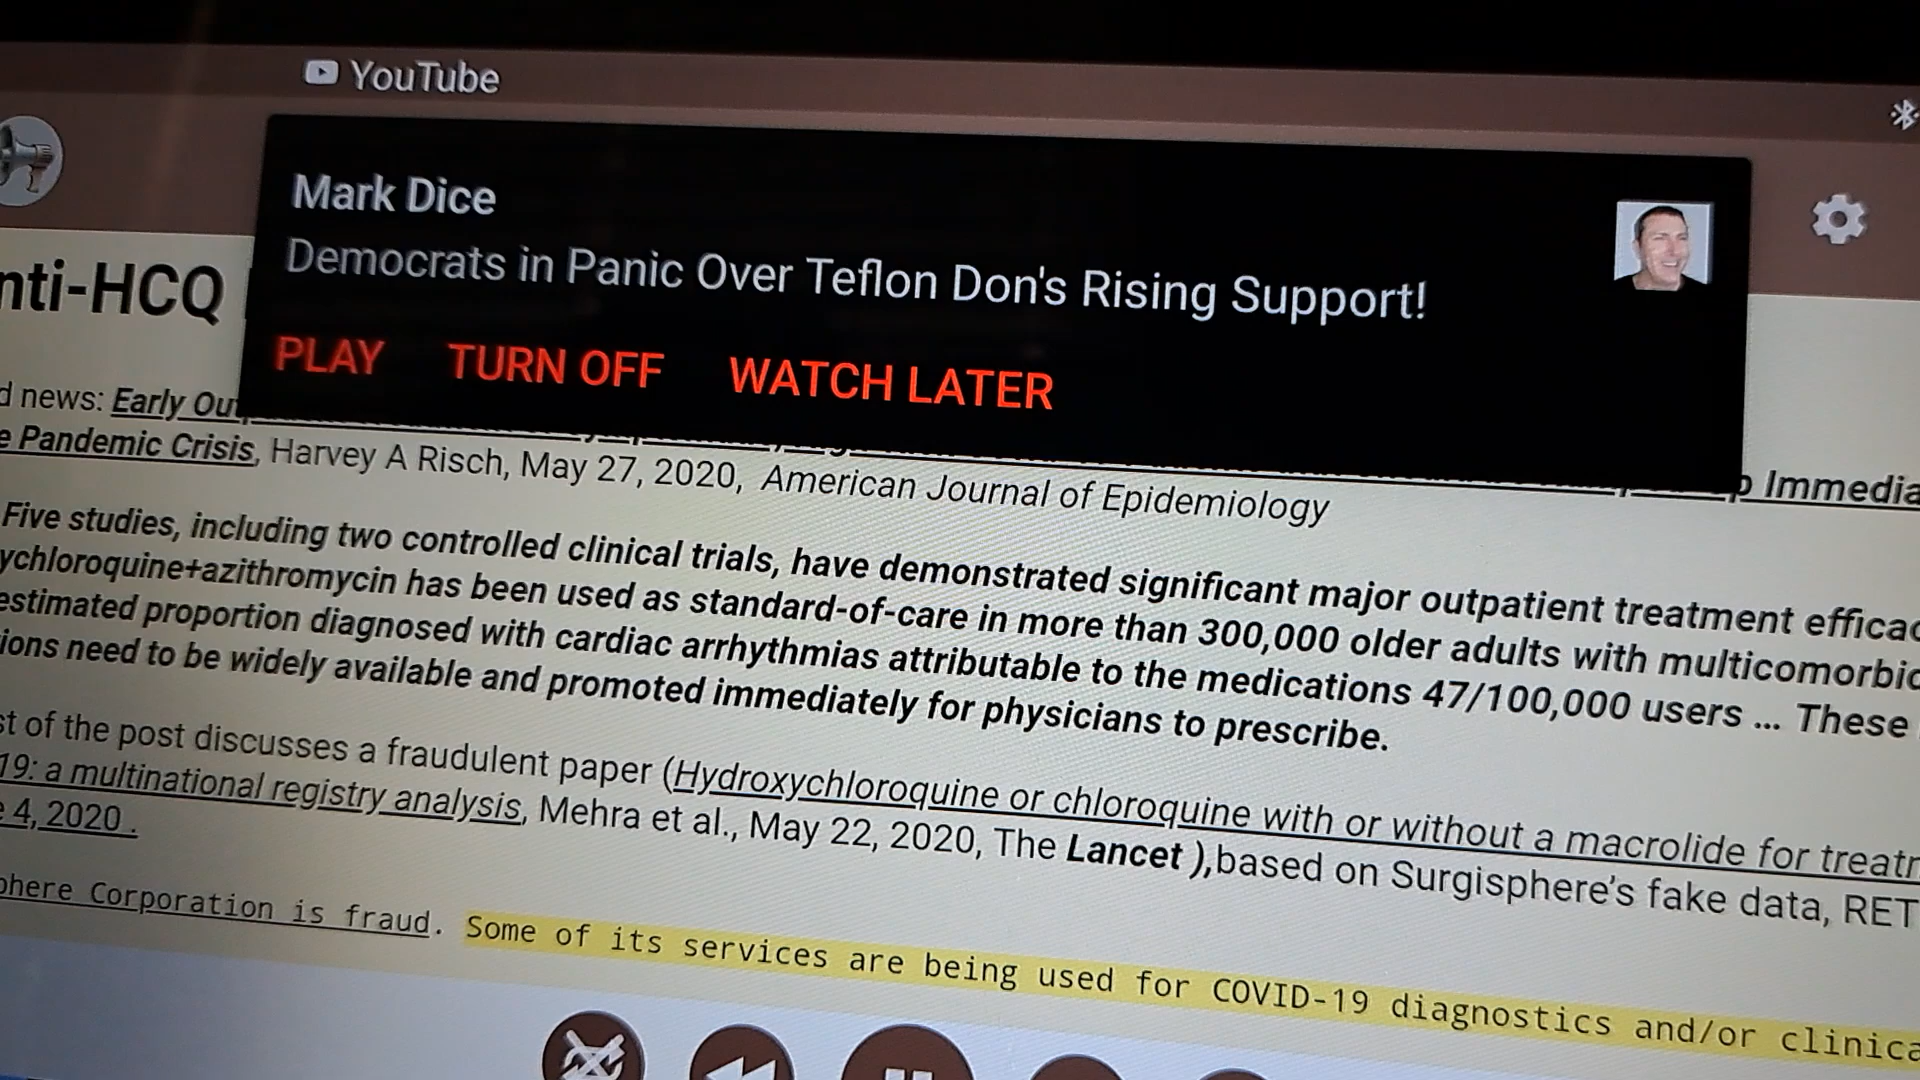 YouTube
Mark Dice
Democrats in Panic Over Teflon Don's Rising Support!
PLAY TURN OFF WATCH LATER
nti-HCQ
d news: Early Ou
p Immedia
e Pandemic Crisis, Harvey A Risch, May 27, 2020, American Journal of Epidemiology
Five studies, including two controlled clinical trials, have demonstrated significant major outpatient treatment efficac
ychloroquine+azithromycin has been used as standard-of-care in more than 300,000 older adults with multicomorbid
estimated proportion diagnosed with cardiac arrhythmias attributable to the medications 47/100,000 users ... These
ions need to be widely available and promoted immediately for physicians to prescribe.
st of the post discusses a fraudulent paper (Hydroxychloroquine or chloroquine with or without a macrolide for treatm
19: a multinational registry analysis, Mehra et al., May 22, 2020, The Lancet ),based on Surgisphere's fake data, RET
e 4, 2020 .
phere Corporation is fraud. Some of its services are being used for COVID-19 diagnostics and/or clinica